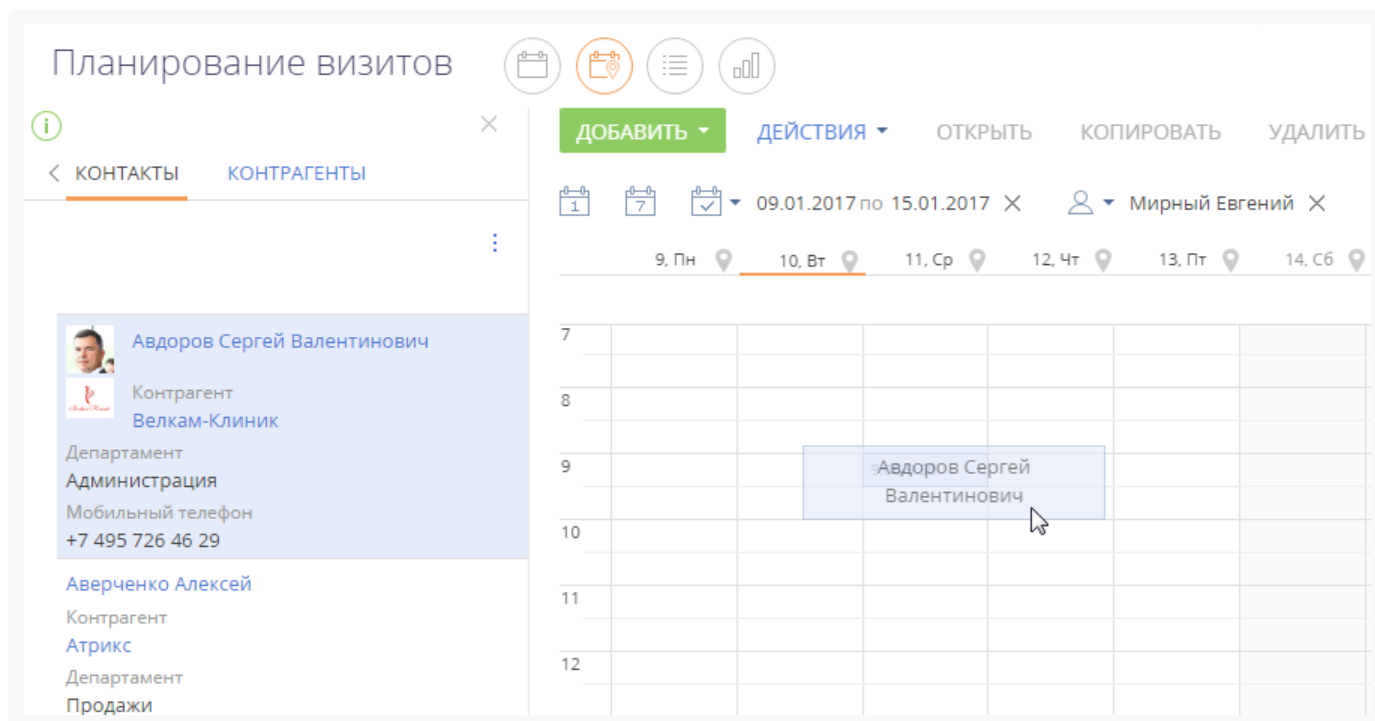 Планирование визитов
КОНТАКТЫ КОНТРАГЕНТЫ
Авдоров Сергей Валентинович
Контрагент
Велкам-Клиник
Департамент
Администрация
Мобильный телефон
+7 495 726 46 29
Аверченко Алексей
Контрагент
Атрикс
Департамент
Продажи
ДОБАВИТЬ ДЕЙСТВИЯ ОТКРЫТЬ КОПИРОВАТЬ УДАЛИТЬ
1 7 09.01.2017 по 15.01.2017 Мирный Евгений
9, Пн 10, Вт 11, Ср 12, Чт 13, Пт 14, Сб
7
8
9
Авдоров Сергей
Валентинович
10
11
12